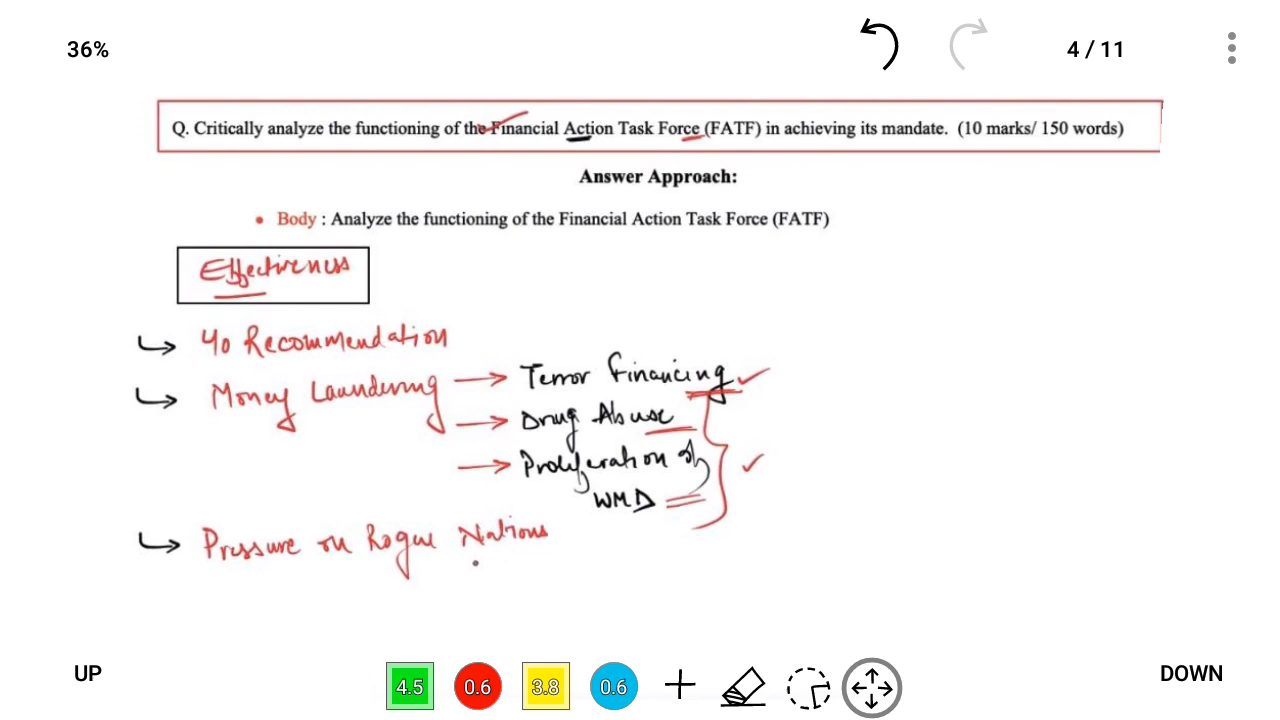 36%
4 / 11
Q. Critically analyze the functioning of the Financial Action Task Force (FATF) in achieving its mandate. (10 marks/ 150 words)
Answer Approach:
• Body : Analyze the functioning of the Financial Action Task Force (FATF)
Effectiveness
↳ 40 Recommendation
↳ Money Laundering → Terror Financing ✓
→ Drug Abuse
→ Proliferation of
WMD ✓
↳ Pressure on Rogue Nations
UP
4.5 0.6 3.8 0.6
DOWN